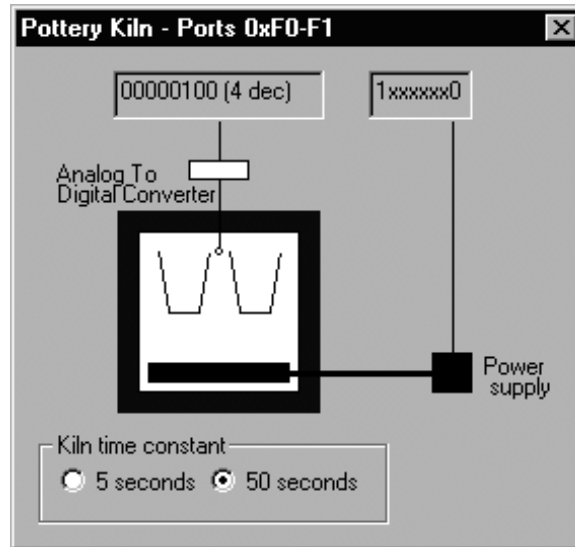 Pottery Kiln - Ports 0xF0-F1
00000100 (4 dec)
1xxxxxx0
Analog To
Digital Converter
Power
supply
Kiln time constant
5 seconds
50 seconds